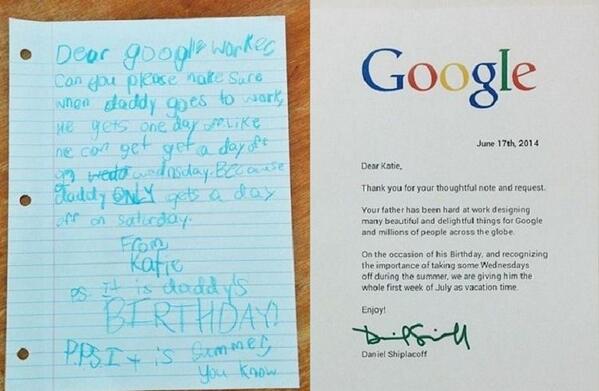 Dear google worker,
Can you please make sure
when daddy goes to work,
He gets one day off. Like
he can get get a day off
on wedo wednesday. BEcause
daddy ONLY gets a day
off on saturday.
From,
Katie
P.S. It is daddy's
BIRTHDAY!
P.P.S. It is summer,
you know
Google
June 17th, 2014
Dear Katie,
Thank you for your thoughtful note and request.
Your father has been hard at work designing
many beautiful and delightful things for Google
and millions of people across the globe.
On the occasion of his Birthday, and recognizing
the importance of taking some Wednesdays
off during the summer, we are giving him the
whole first week of July as vacation time.
Enjoy!
Daniel Shiplacoff